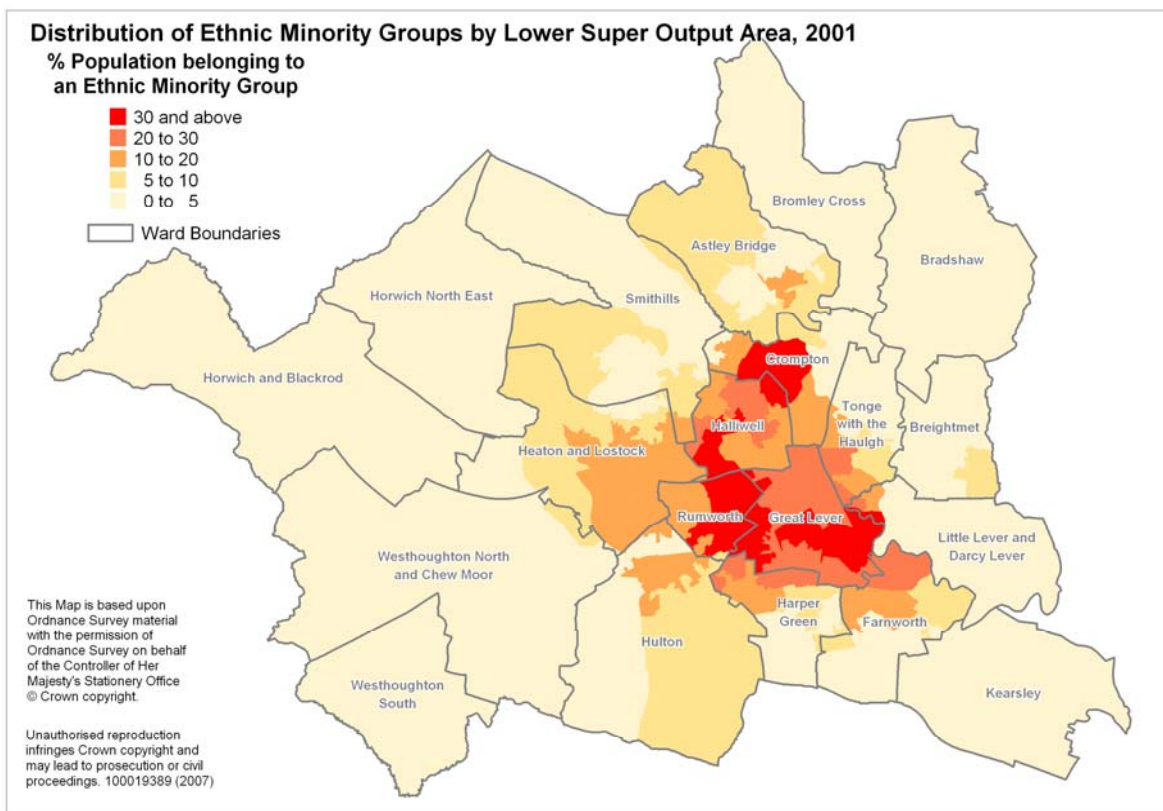 Distribution of Ethnic Minority Groups by Lower Super Output Area, 2001
% Population belonging to
an Ethnic Minority Group
30 and above
20 to 30
10 to 20
5 to 10
0 to 5
Ward Boundaries
Bromley Cross
Astley Bridge
Bradshaw
Horwich North East
Smithills
Crompton
Horwich and Blackrod
Tonge
with the
Haulgh
Halliwell
Breightmet
Heaton and Lostock
Rumworth
Great Lever
Little Lever and
Darcy Lever
Westhoughton North
and Chew Moor
Harper
Green
Farnworth
Hulton
Westhoughton
South
Kearsley
This Map is based upon
Ordnance Survey material
with the permission of
Ordnance Survey on behalf
of the Controller of Her
Majesty's Stationery Office
© Crown copyright.
Unauthorised reproduction
infringes Crown copyright and
may lead to prosecution or civil
proceedings. 100019389 (2007)